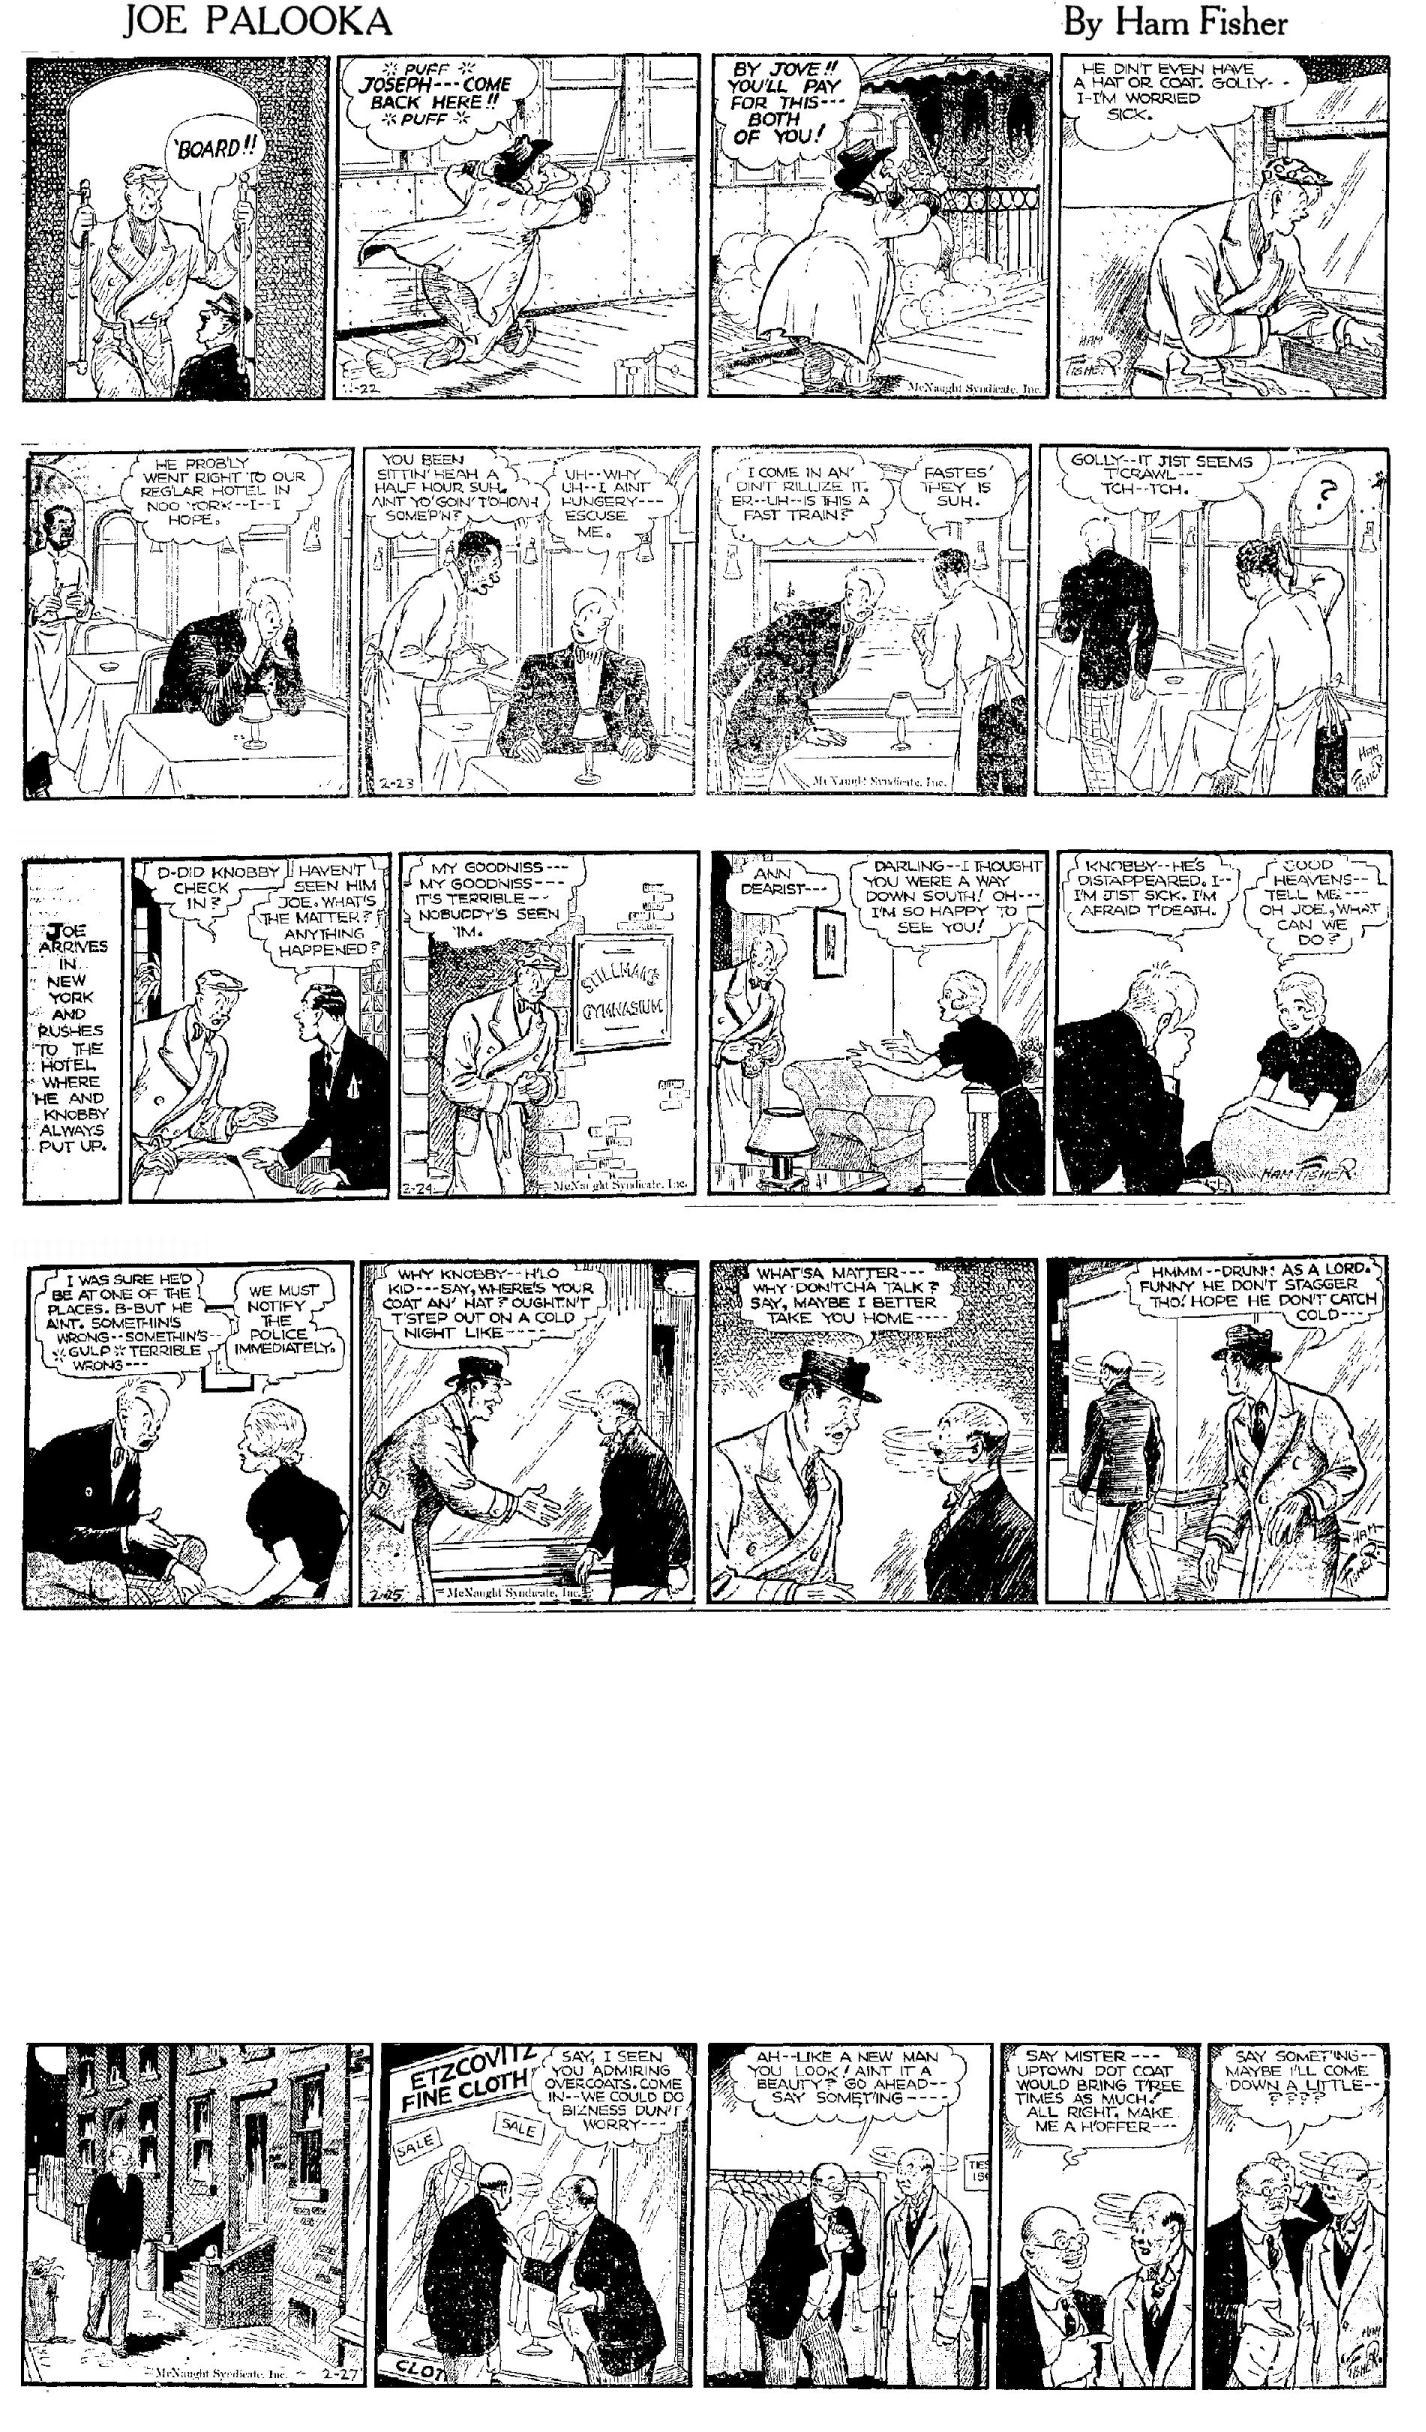 JOE PALOOKA
By Ham Fisher
'BOARD!!
PUFF
JOSEPH---COME
BACK HERE!!
PUFF
-22
BY JOVE!!
YOU'LL PAY
FOR THIS---
BOTH
OF YOU!
McNaught Syndicate, Inc.
HE DIN'T EVEN HAVE
A HAT OR COAT. GOLLY--
I-I'M WORRIED
SICK.
HAM
FISHER
HE PROB'LY
WENT RIGHT TO OUR
REG'LAR HOTEL IN
NOO YORK--I--I
HOPE.
YOU BEEN
SITTIN' HEAH A
HALF HOUR SUH,
AINT YO' GOIN' T'OHDAH
SOMEP'N?
UH--WHY
UH--I AINT
HUNGERY---
ESCUSE
ME.
2-23
I COME IN AN'
DIN'T RILLIZE IT.
ER--UH--IS THIS A
FAST TRAIN?
FASTES'
THEY IS
SUH.
McNaught Syndicate, Inc.
GOLLY--IT JIST SEEMS
T'CRAWL---
TCH--TCH.
?
HAM
FISHER
JOE
ARRIVES
IN
NEW
YORK
AND
RUSHES
TO THE
HOTEL
WHERE
HE AND
KNOBBY
ALWAYS
PUT UP.
D-DID KNOBBY
CHECK
IN?
HAVEN'T
SEEN HIM
JOE. WHAT'S
THE MATTER?
ANYTHING
HAPPENED?
MY GOODNISS---
MY GOODNISS---
IT'S TERRIBLE--
NOBUDDY'S SEEN
'IM.
STILLMAN'S
GYMNASIUM
2-24
McNaught Syndicate, Inc.
ANN
DEARIST---
DARLING--I THOUGHT
YOU WERE A WAY
DOWN SOUTH! OH---
I'M SO HAPPY TO
SEE YOU!
KNOBBY--HE'S
DISTAPPEARED. I--
I'M JIST SICK. I'M
AFRAID T'DEATH.
GOOD
HEAVENS--
TELL ME---
OH JOE, WHAT
CAN WE
DO?
HAM FISHER
I WAS SURE HE'D
BE AT ONE OF THE
PLACES. B-BUT HE
AINT. SOMETHIN'S
WRONG--SOMETHIN'S--
GULP TERRIBLE
WRONG---
WE MUST
NOTIFY
THE
POLICE
IMMEDIATELY.
WHY KNOBBY--H'LO
KID---SAY, WHERE'S YOUR
COAT AN' HAT? OUGHTN'T
T'STEP OUT ON A COLD
NIGHT LIKE----
2-25
McNaught Syndicate, Inc.
WHAT'SA MATTER---
WHY DON'TCHA TALK?
SAY, MAYBE I BETTER
TAKE YOU HOME----
HMMM--DRUNK AS A LORD.
FUNNY HE DON'T STAGGER
THO! HOPE HE DON'T CATCH
COLD---
HAM
FISHER
McNaught Syndicate, Inc.
2-27
ETZCOVITZ
FINE CLOTH
SALE
SALE
CLOT
SAY, I SEEN
YOU ADMIRING
OVERCOATS. COME
IN--WE COULD DO
BIZNESS DUN'T
WORRY---
AH--LIKE A NEW MAN
YOU LOOK! AINT IT A
BEAUTY? GO AHEAD--
SAY SOMET'ING----
TIES
SAY MISTER----
UPTOWN DOT COAT
WOULD BRING T'REE
TIMES AS MUCH!
ALL RIGHT, MAKE
ME A H'OFFER---
SAY SOMET'ING--
MAYBE I'LL COME
DOWN A LITTLE--
????
HAM
FISHER